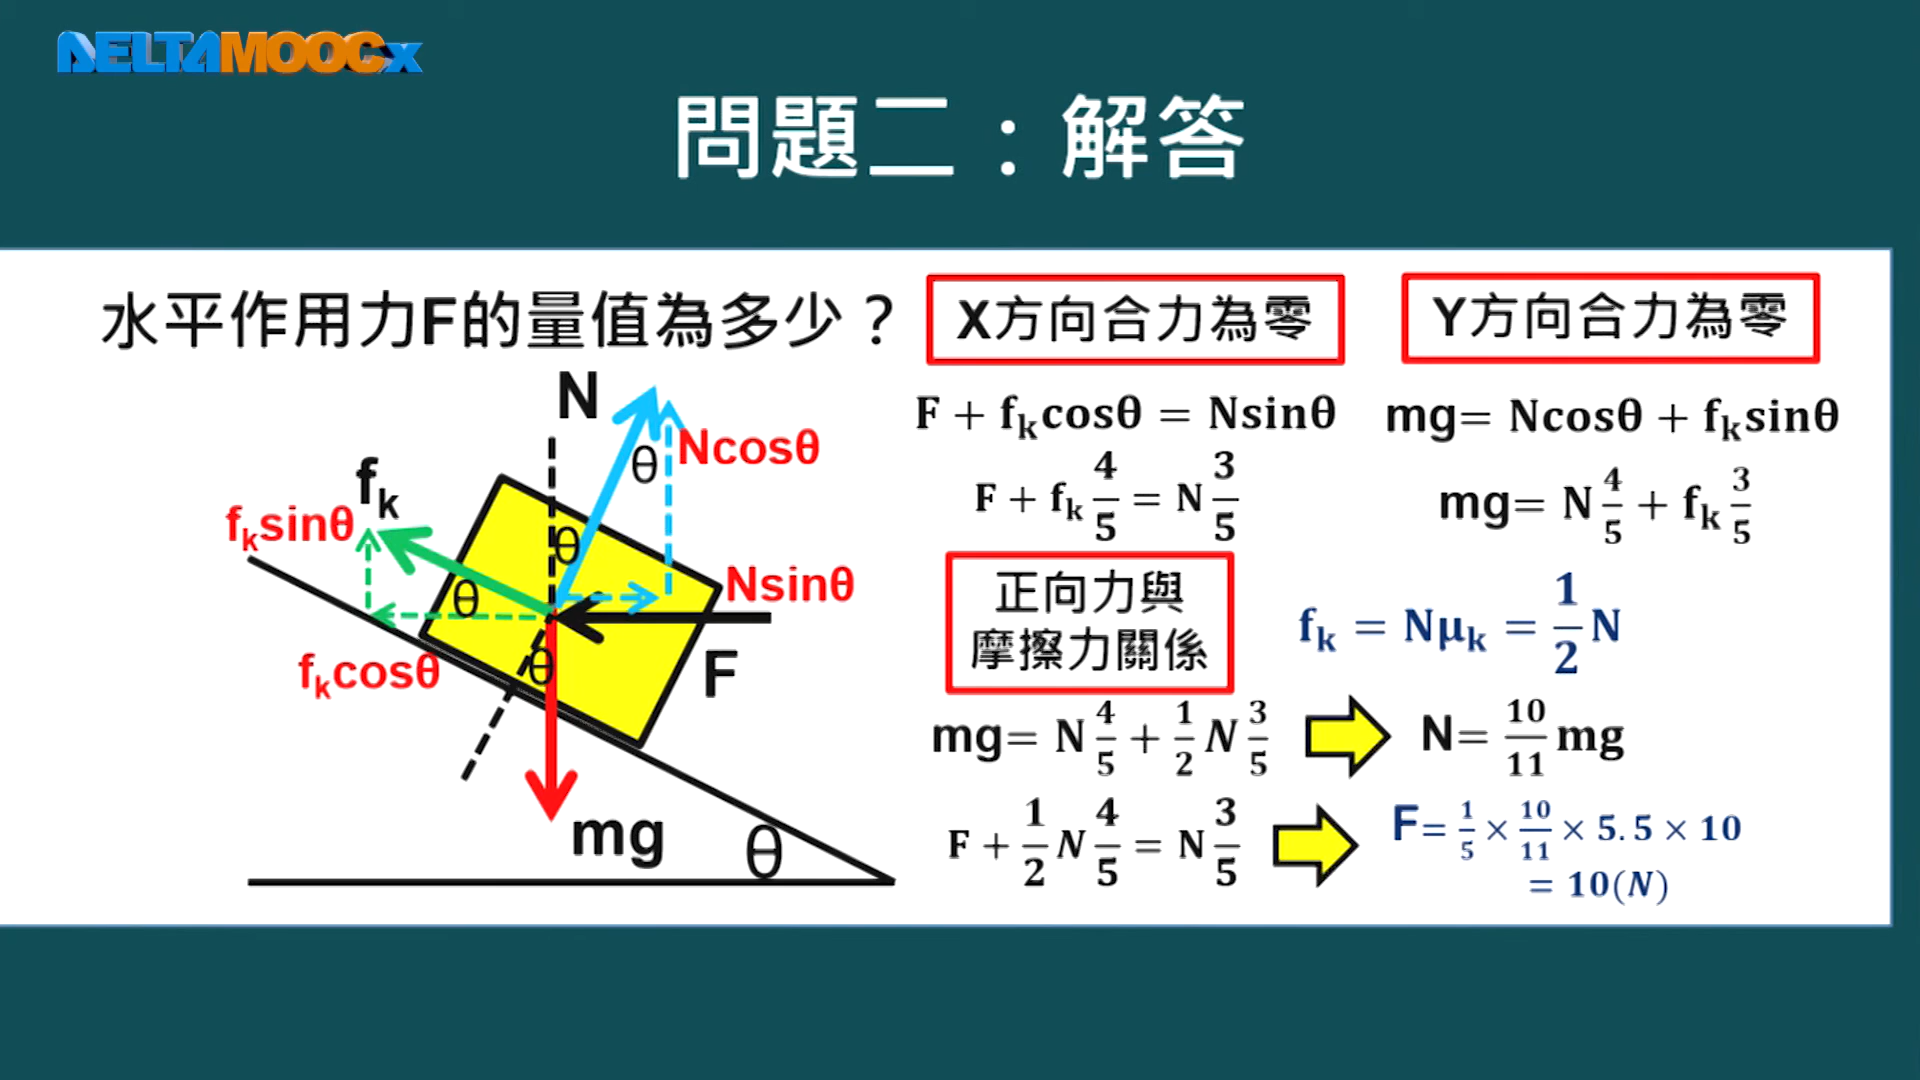 DELTAMOOCx
問題二：解答
水平作用力F的量值為多少？
X方向合力為零
Y方向合力為零
N
Ncosθ
θ
fk
fksinθ
θ
Nsinθ
θ
fkcosθ
θ
F
mg
θ
F + fkcosθ = Nsinθ
F + fk 4/5 = N 3/5
mg= Ncosθ + fksinθ
mg= N 4/5 + fk 3/5
正向力與
摩擦力關係
fk = Nμk = 1/2 N
mg= N 4/5 + 1/2 N 3/5
N= 10/11 mg
F + 1/2 N 4/5 = N 3/5
F= 1/5 × 10/11 × 5.5 × 10
= 10(N)